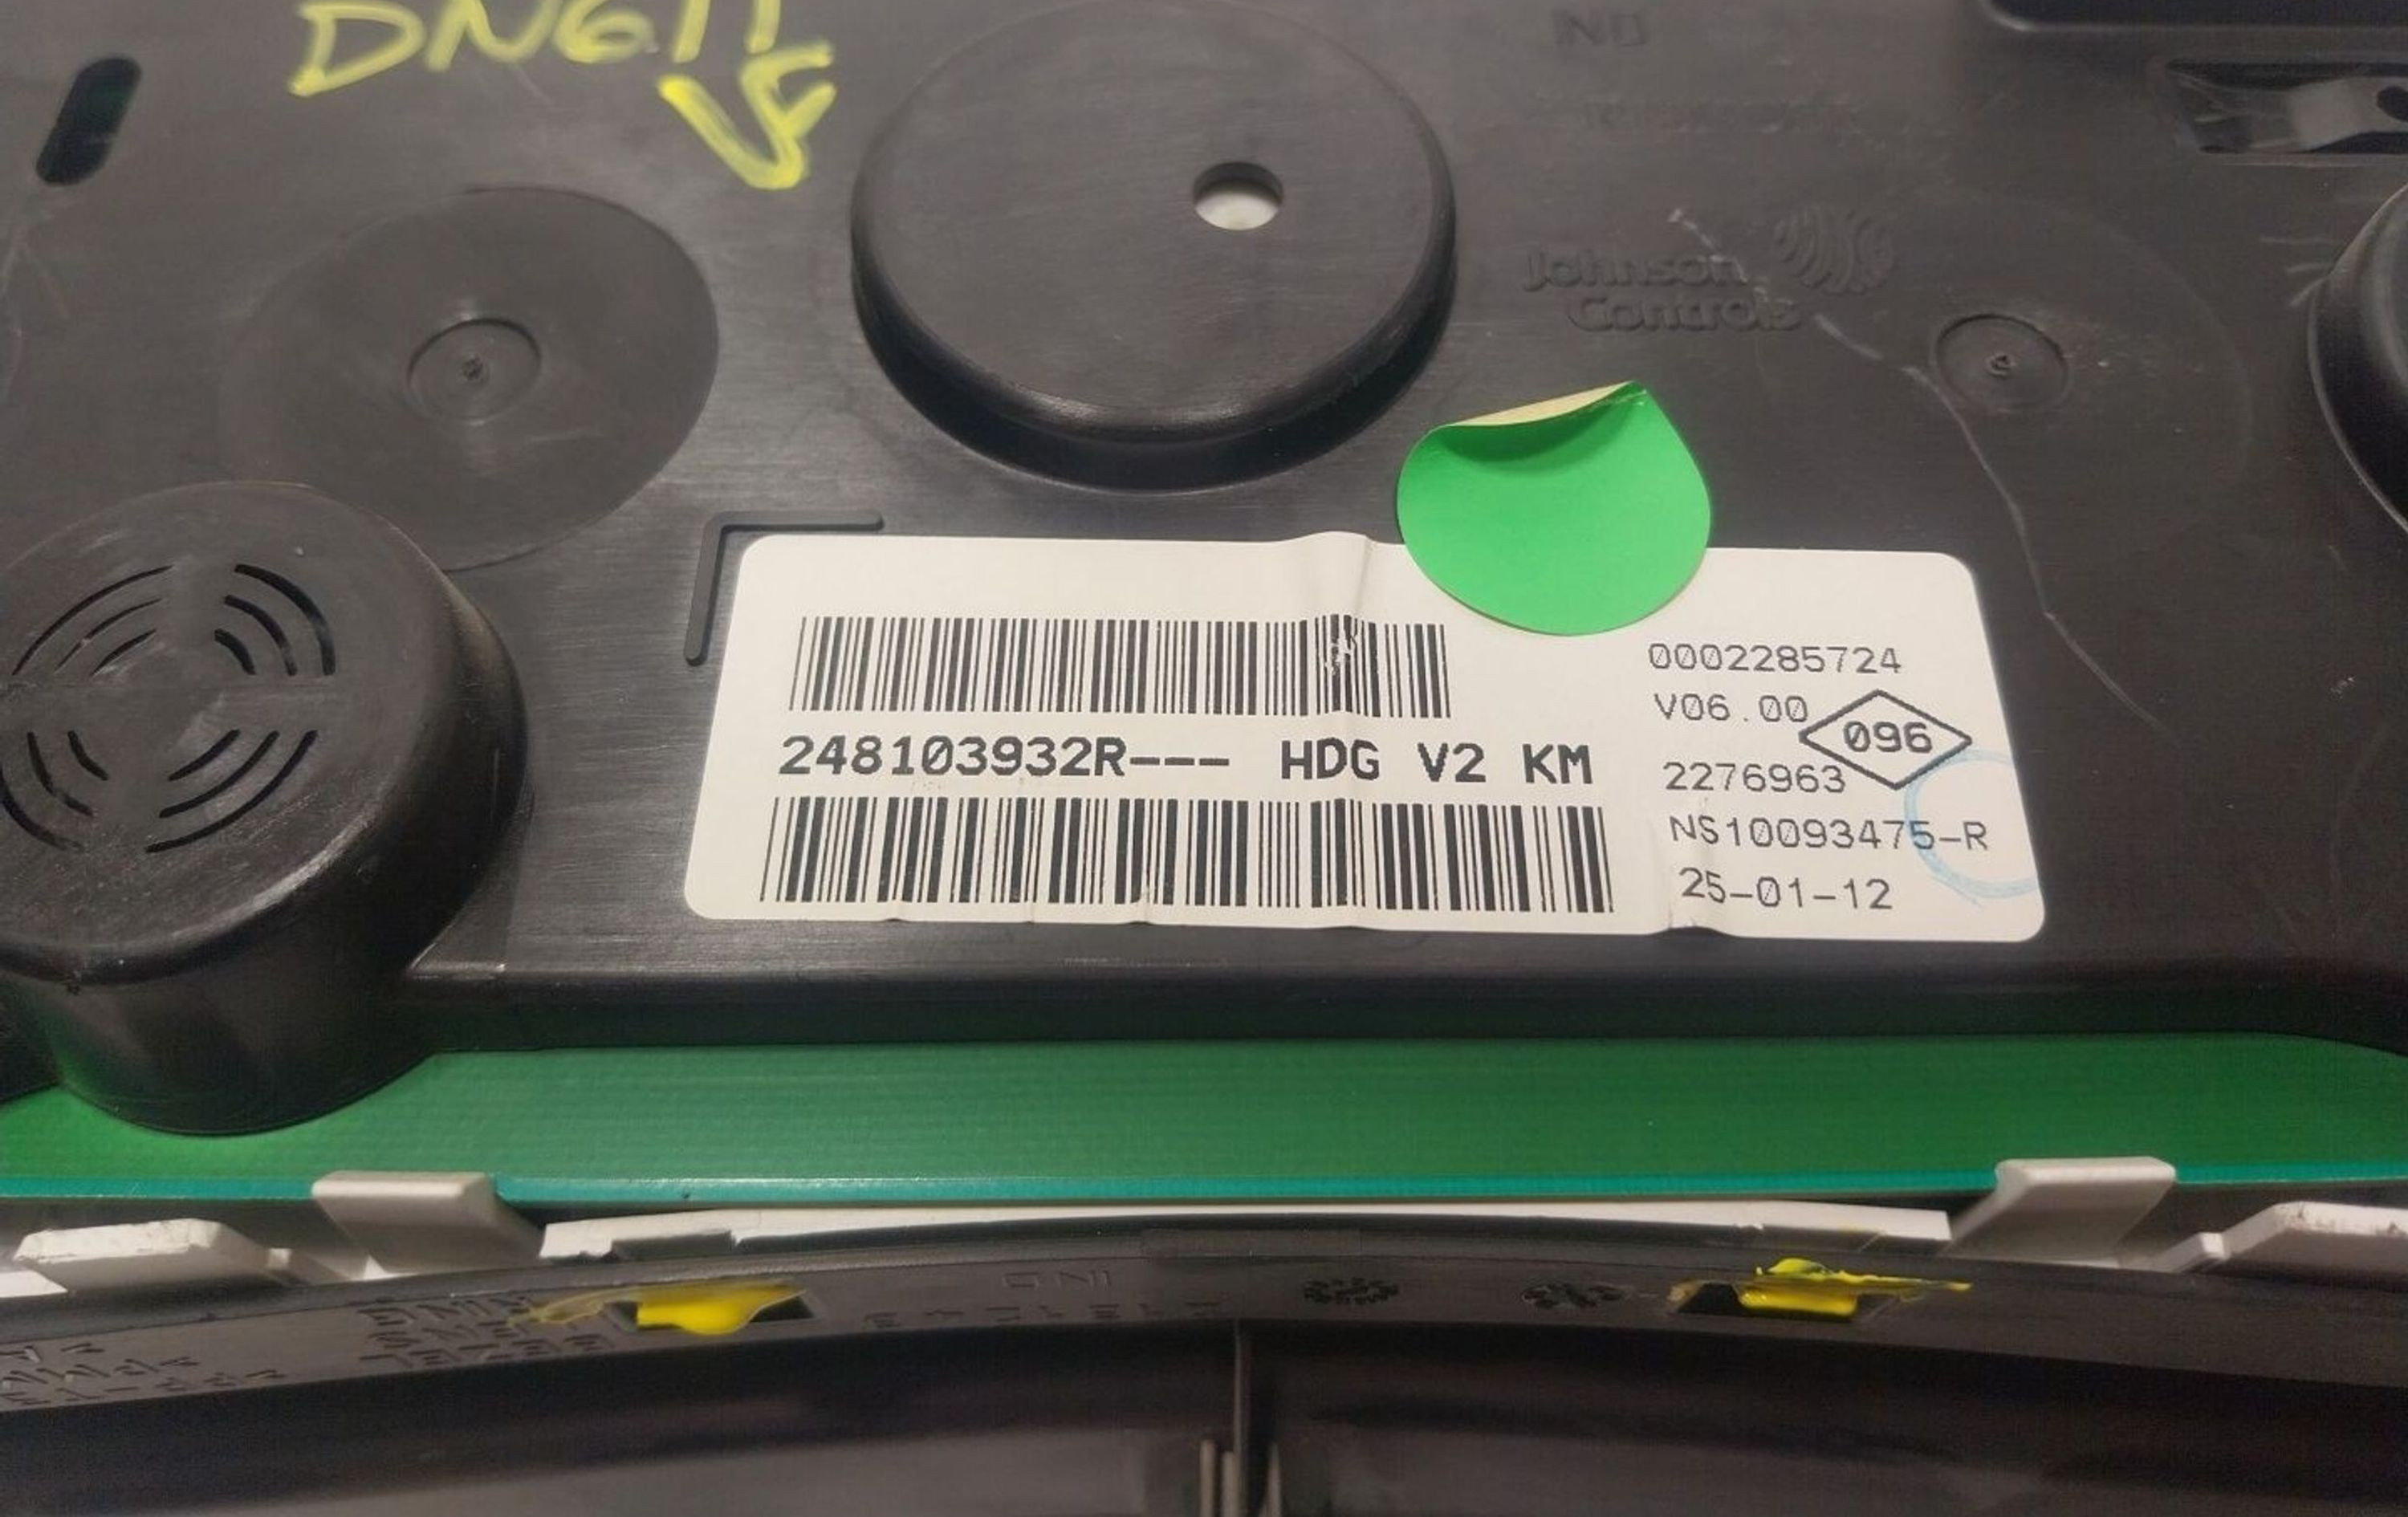 DN611
VF
Johnson
Controls
0002285724
V06.00
096
248103932R--- HDG V2 KM
2276963
NS10093475-R
25-01-12